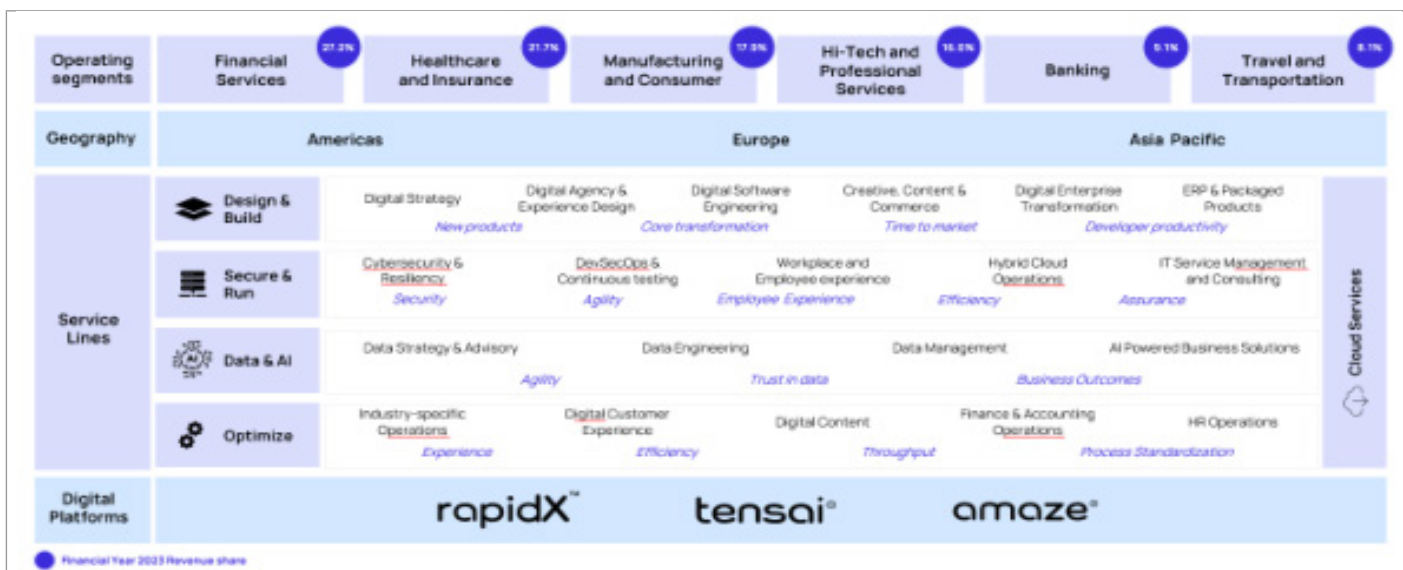 27.3%
21.7%
Operating
segments
Financial
Services
Healthcare
and Insurance
Manufacturing
and Consumer
Hi-Tech and
Professional
Services
Banking
Travel and
Transportation
Geography
Americas
Europe
Asia Pacific
Service
Lines
Design &
Build
Digital Strategy
Digital Agency &
Experience Design
Digital Software
Engineering
Creative, Content &
Commerce
Digital Enterprise
Transformation
ERP & Packaged
Products
New products
Core transformation
Time to market
Developer productivity
Secure &
Run
Cybersecurity &
Resiliency
DevSecOps &
Continuous testing
Workplace and
Employee experience
Hybrid Cloud
Operations
IT Service Management
and Consulting
Security
Agility
Employee Experience
Efficiency
Assurance
Data & AI
AI
Data Strategy & Advisory
Data Engineering
Data Management
AI Powered Business Solutions
Agility
Trust in data
Business Outcomes
Optimize
Industry-specific
Operations
Digital Customer
Experience
Digital Content
Finance & Accounting
Operations
HR Operations
Experience
Efficiency
Throughput
Process Standardization
Cloud Services
Digital
Platforms
rapidX™
tensai®
amaze®
Financial Year 2023 Revenue share